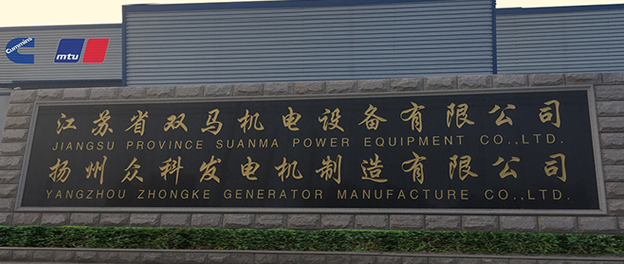 Cummins
mtu
江苏省双马机电设备有限公司
JIANGSU PROVINCE SUANMA POWER EQUIPMENT CO.,LTD.
扬州众科发电机制造有限公司
YANGZHOU ZHONGKE GENERATOR MANUFACTURE CO.,LTD.